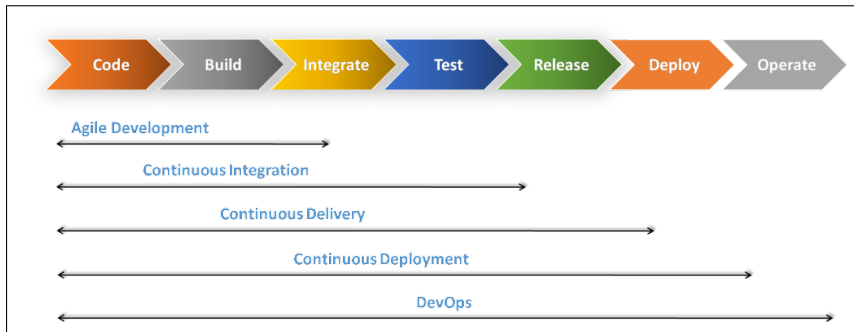 Code Build Integrate Test Release Deploy Operate
Agile Development
Continuous Integration
Continuous Delivery
Continuous Deployment
DevOps